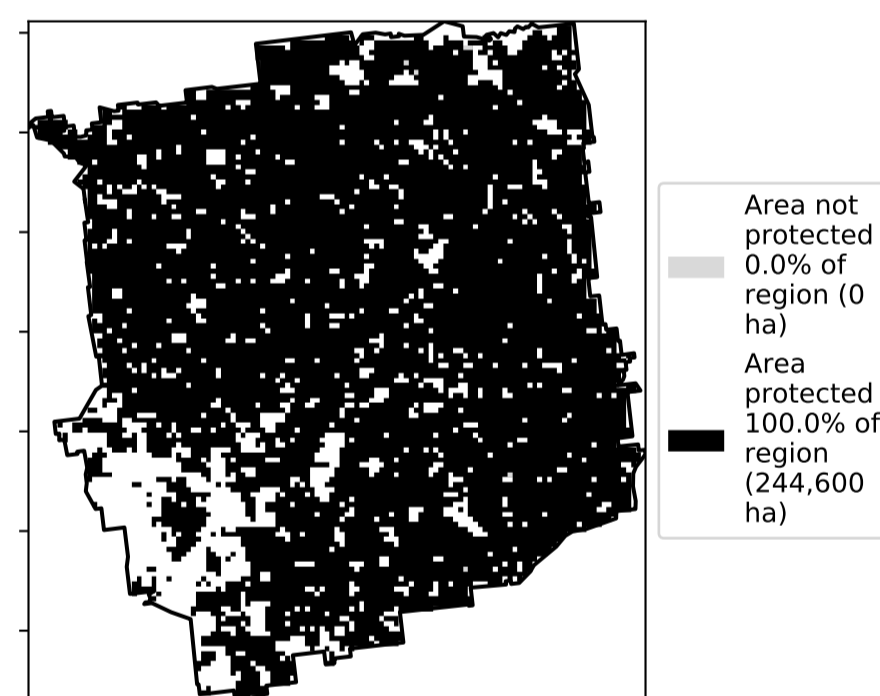 Area not
protected
0.0% of
region (0
ha)
Area
protected
100.0% of
region
(244,600
ha)